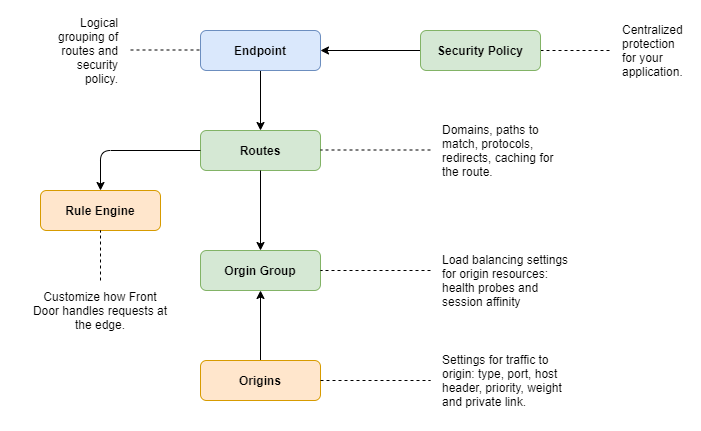 Logical
grouping of
routes and
security
policy.
Endpoint
Security Policy
Centralized
protection
for your
application.
Routes
Domains, paths to
match, protocols,
redirects, caching for
the route.
Rule Engine
Customize how Front
Door handles requests at
the edge.
Orgin Group
Load balancing settings
for origin resources:
health probes and
session affinity
Origins
Settings for traffic to
origin: type, port, host
header, priority, weight
and private link.